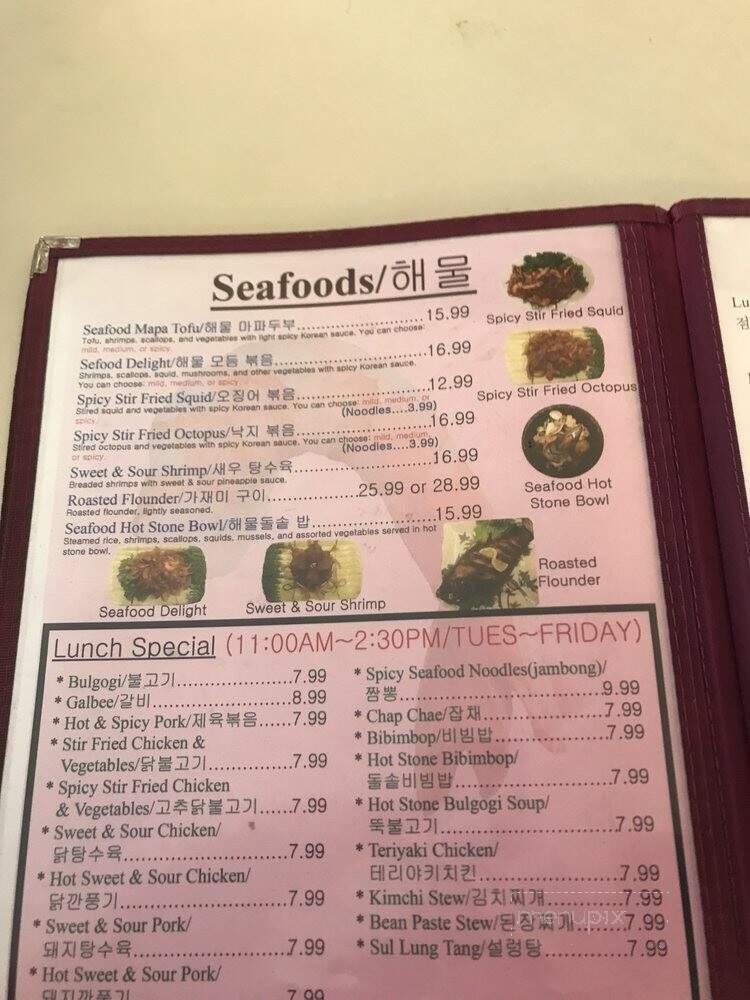 Seafoods/해물
Seafood Mapa Tofu/해물 마파두부..................15.99
Tofu, shrimps, scallops, and vegetables with light spicy Korean sauce. You can choose:
mild, medium, or spicy.
Sefood Delight/해물 모듬 볶음......................16.99
Shrimps, scallops, squid, mushrooms, and other vegetables with spicy Korean sauce.
You can choose: mild, medium, or spicy
Spicy Stir Fried Squid/오징어 볶음...................12.99
Stired squid and vegetables with spicy Korean sauce. You can choose: mild, medium, or
spicy.
(Noodles....3.99)
Spicy Stir Fried Octopus/낙지 볶음...................16.99
Stired octopus and vegetables with spicy Korean sauce. You can choose: mild, medium,
or spicy.
(Noodles....3.99)
Sweet & Sour Shrimp/새우 탕수육....................16.99
Breaded shrimps with sweet & sour pineapple sauce.
Roasted Flounder/가재미 구이..............25.99 or 28.99
Roasted flounder, lightly seasoned.
Seafood Hot Stone Bowl/해물돌솥 밥..................15.99
Steamed rice, shrimps, scallops, squids, mussels, and assorted vegetables served in hot
stone bowl.
Spicy Stir Fried Squid
Spicy Stir Fried Octopus
Seafood Hot
Stone Bowl
Seafood Delight
Sweet & Sour Shrimp
Roasted
Flounder
Lunch Special (11:00AM~2:30PM/TUES~FRIDAY)
* Bulgogi/불고기....................7.99
* Galbee/갈비........................8.99
* Hot & Spicy Pork/제육볶음......7.99
* Stir Fried Chicken &
Vegetables/닭불고기...............7.99
* Spicy Stir Fried Chicken
& Vegetables/고추닭불고기.....7.99
* Sweet & Sour Chicken/
닭탕수육............................7.99
* Hot Sweet & Sour Chicken/
닭깐풍기............................7.99
* Sweet & Sour Pork/
돼지탕수육.........................7.99
* Hot Sweet & Sour Pork/
돼지깐풍기.........................7.99
* Spicy Seafood Noodles(jambong)/
짬뽕..................................9.99
* Chap Chae/잡채....................7.99
* Bibimbop/비빔밥..................7.99
* Hot Stone Bibimbop/
돌솥비빔밥.........................7.99
* Hot Stone Bulgogi Soup/
뚝불고기............................7.99
* Teriyaki Chicken/
테리야키치킨......................7.99
* Kimchi Stew/김치찌개............7.99
* Bean Paste Stew/된장찌개........7.99
* Sul Lung Tang/설렁탕.............7.99
Lu
점
menupix